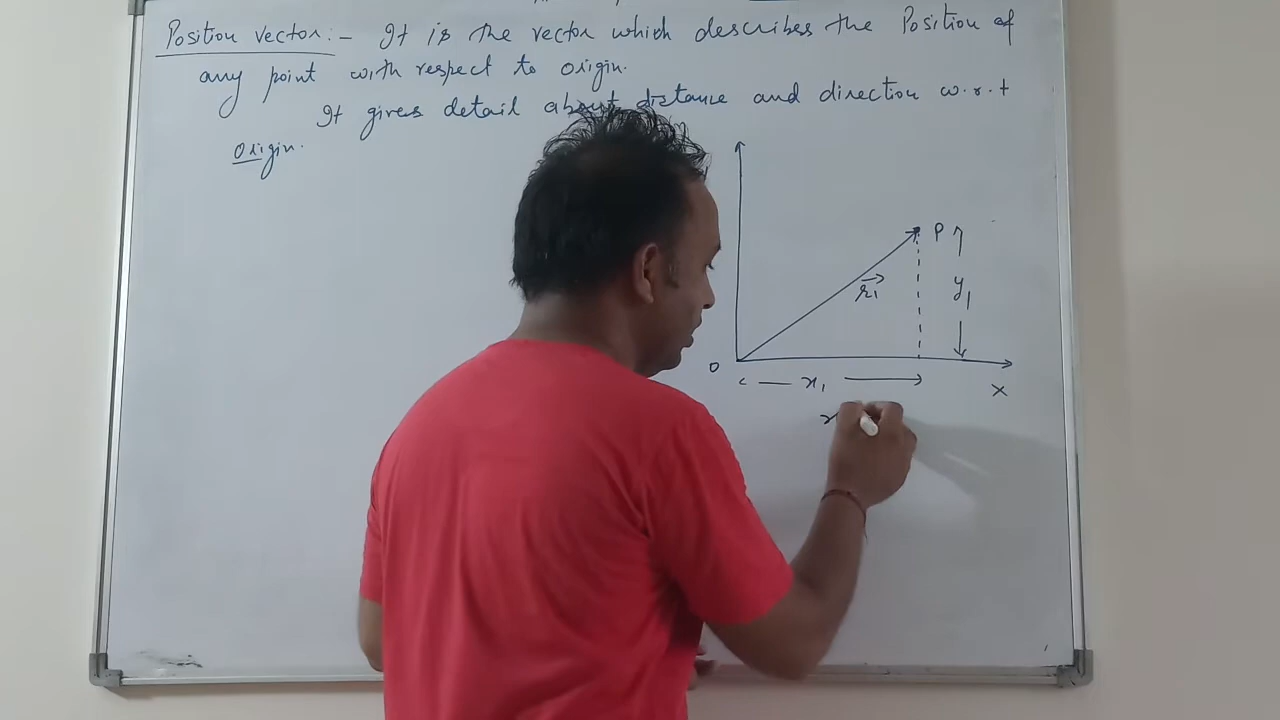 Position vector:- It is the vector which describes the Position of
any point with respect to origin.
It gives detail about distance and direction w.r.t
origin.
P
y₁
r₁
O
x₁
X